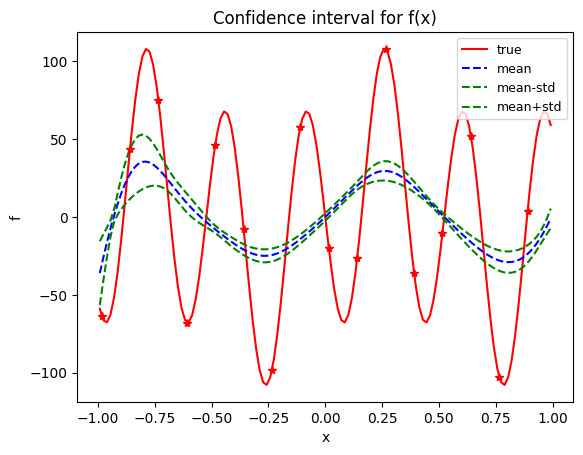 Confidence interval for f(x)
true
mean
mean-std
mean+std
f
100
50
0
−50
−100
−1.00 −0.75 −0.50 −0.25 0.00 0.25 0.50 0.75 1.00
x